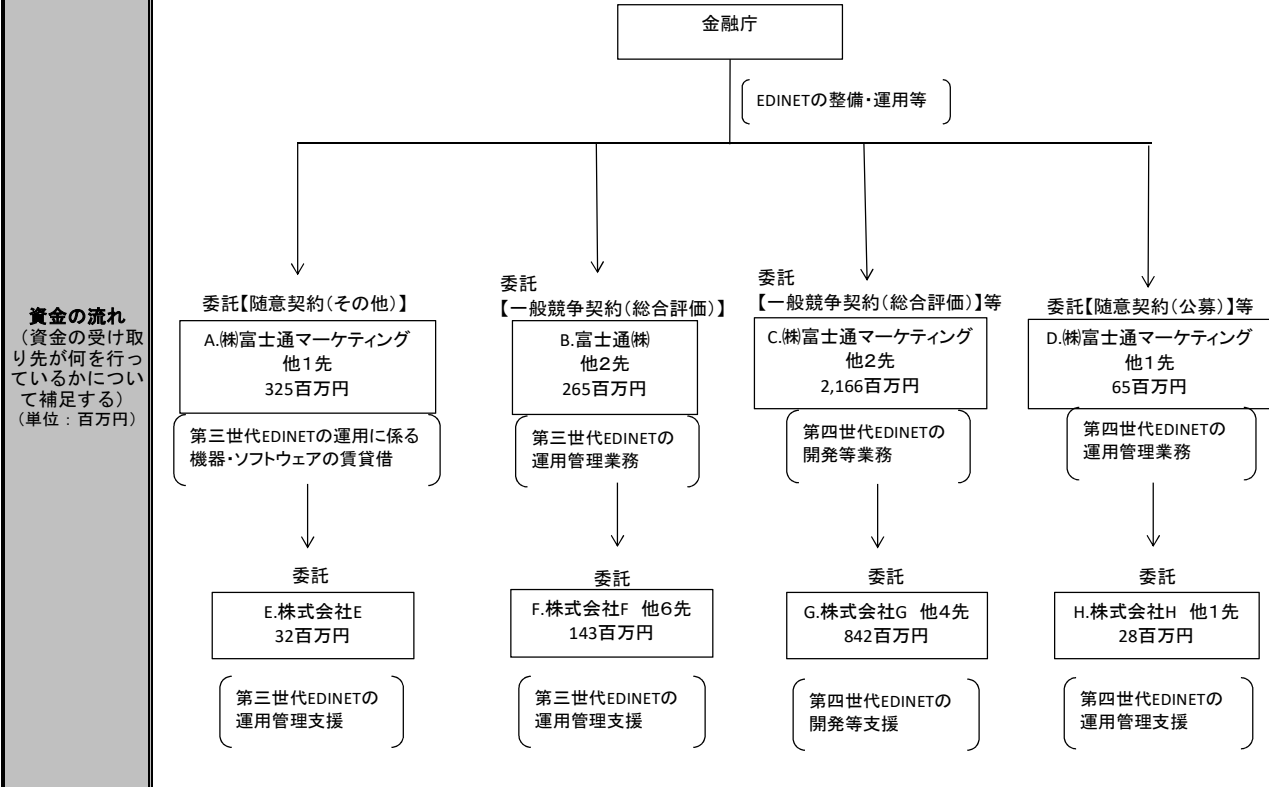 資金の流れ
（資金の受け取
り先が何を行っ
ているかについ
て補足する）
（単位：百万円）
金融庁
EDINETの整備・運用等
委託【随意契約（その他）】
A.㈱富士通マーケティング
他１先
325百万円
第三世代EDINETの運用に係る
機器・ソフトウェアの賃貸借
委託
E.株式会社E
32百万円
第三世代EDINETの
運用管理支援
委託
【一般競争契約（総合評価）】
B.富士通㈱
他２先
265百万円
第三世代EDINETの
運用管理業務
委託
F.株式会社F 他６先
143百万円
第三世代EDINETの
運用管理支援
委託
【一般競争契約（総合評価）】等
C.㈱富士通マーケティング
他２先
2,166百万円
第四世代EDINETの
開発等業務
委託
G.株式会社G 他４先
842百万円
第四世代EDINETの
開発等支援
委託【随意契約（公募）】等
D.㈱富士通マーケティング
他１先
65百万円
第四世代EDINETの
運用管理業務
委託
H.株式会社H 他１先
28百万円
第四世代EDINETの
運用管理支援